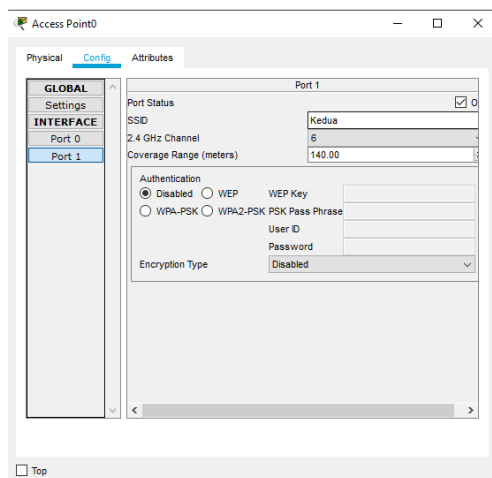 Access Point0
Physical Config Attributes
GLOBAL
Settings
INTERFACE
Port 0
Port 1
Port 1
Port Status
SSID Kedua
2.4 GHz Channel 6
Coverage Range (meters) 140.00
Authentication
Disabled WEP WEP Key
WPA-PSK WPA2-PSK PSK Pass Phrase
User ID
Password
Encryption Type Disabled
Top